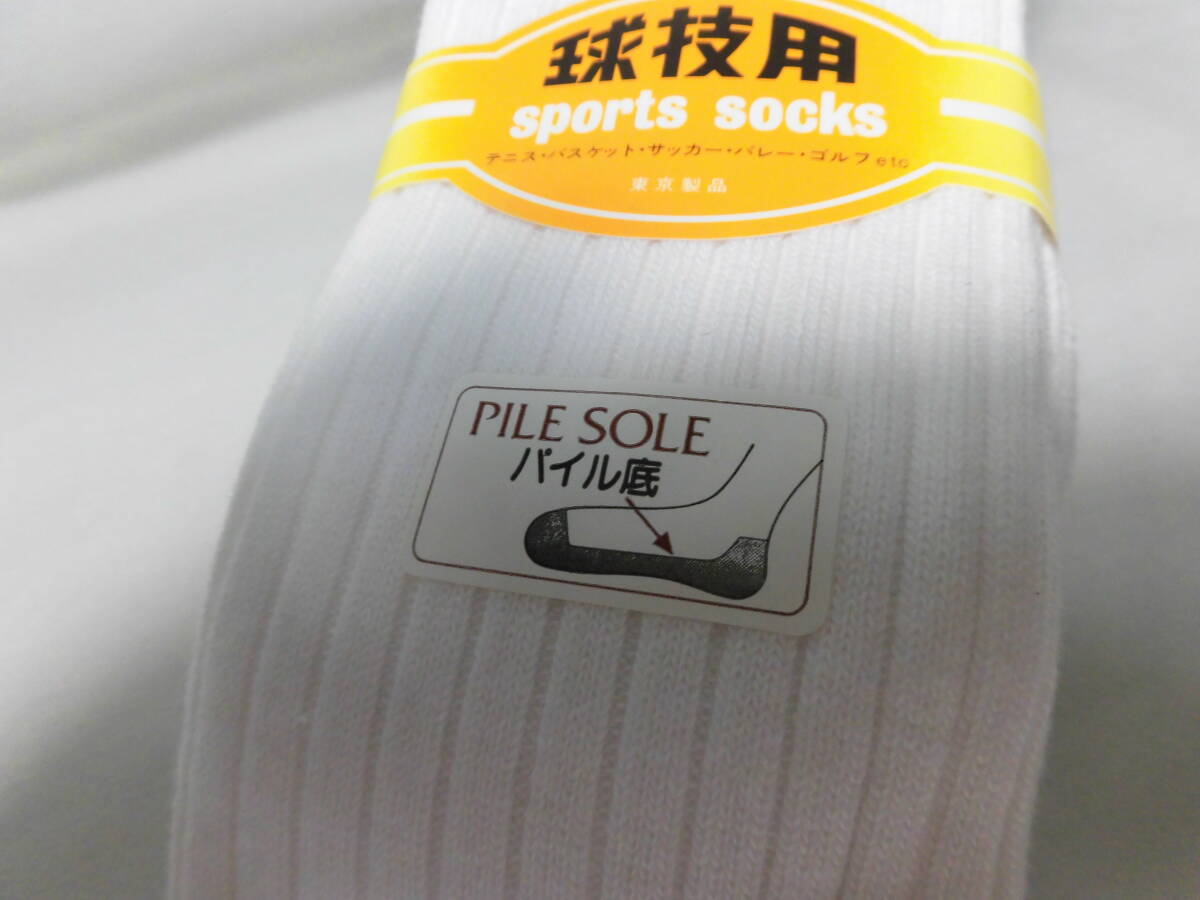 球技用
sports socks
テニス・バスケット・サッカー・バレー・ゴルフetc
東京製品
PILE SOLE
パイル底